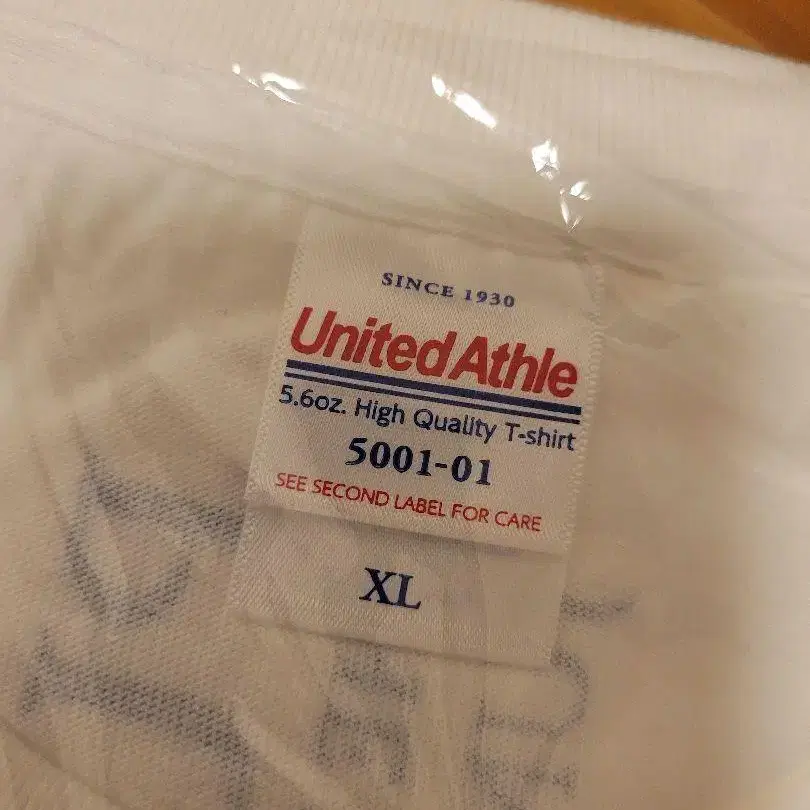 SINCE 1930
United Athle
5.6oz. High Quality T-shirt
5001-01
SEE SECOND LABEL FOR CARE
XL